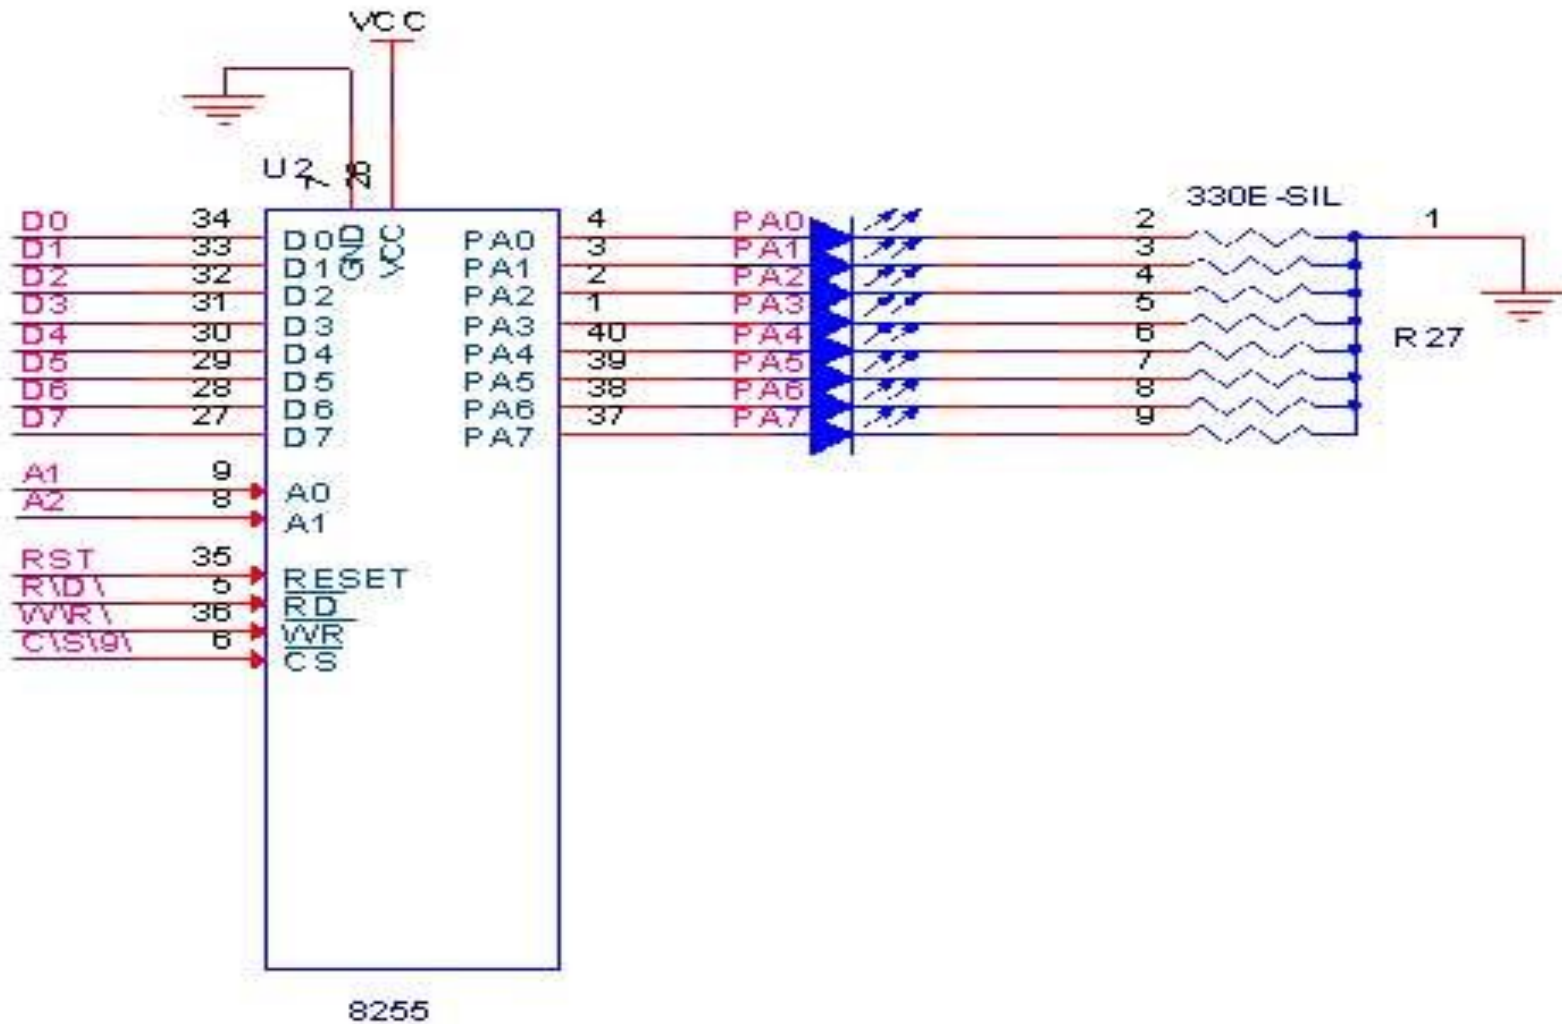 VCC
U2
7
330E-SIL
D0 34 D0 GND VCC PA0 4 PA0 2 1
D1 33 D1 PA1 3 PA1 3
D2 32 D2 PA2 2 PA2 4
D3 31 D3 PA3 1 PA3 5
D4 30 D4 PA4 40 PA4 6 R27
D5 29 D5 PA5 39 PA5 7
D6 28 D6 PA6 38 PA6 8
D7 27 D7 PA7 37 PA7 9
A1 9 A0
A2 8 A1
RST 35 RESET
R\D\ 5 RD
W\R\ 36 WR
C\S\9\ 6 CS
8255